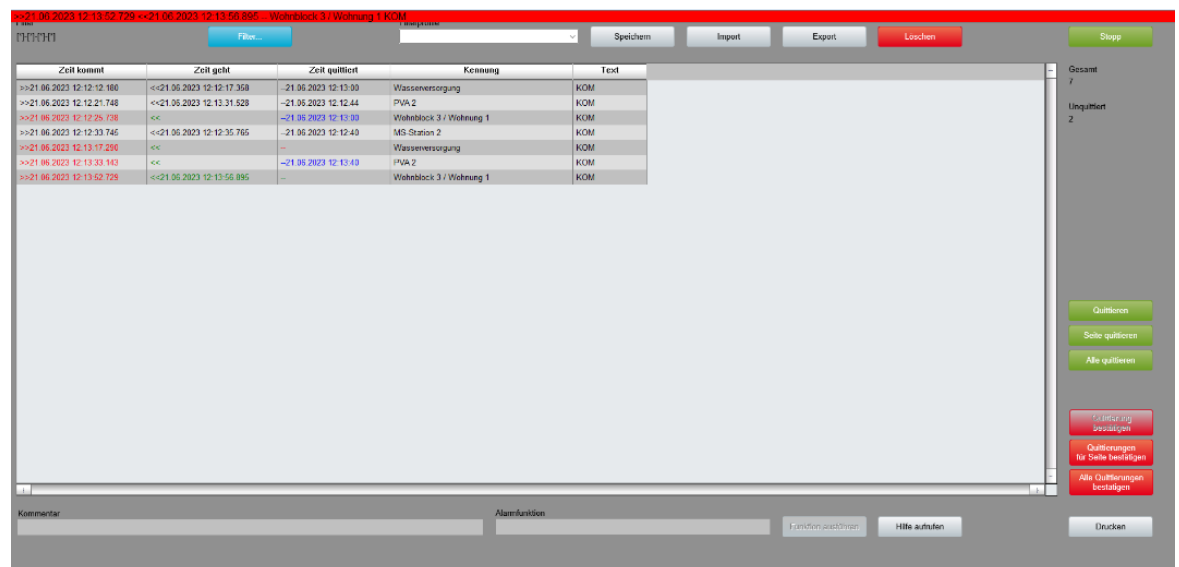 >>21.06.2023 12:13:52.729 <<21.06.2023 12:13:56.895 -- Wohnblock 3 / Wohnung 1 KOM
Filter
Filterprofile
[*]-[*]-[*]-[*]
Filter...
Speichern
Import
Export
Löschen
Stopp
Zeit kommt Zeit geht Zeit quittiert Kennung Text
>>21.06.2023 12:12:12.180 <<21.06.2023 12:12:17.358 --21.06.2023 12:13:00 Wasserversorgung KOM
>>21.06.2023 12:12:21.748 <<21.06.2023 12:13:31.528 --21.06.2023 12:12:44 PVA 2 KOM
>>21.06.2023 12:12:25.738 << --21.06.2023 12:13:00 Wohnblock 3 / Wohnung 1 KOM
>>21.06.2023 12:12:33.745 <<21.06.2023 12:12:35.765 --21.06.2023 12:12:40 MS-Station 2 KOM
>>21.06.2023 12:13:17.290 << -- Wasserversorgung KOM
>>21.06.2023 12:13:33.143 << --21.06.2023 12:13:40 PVA 2 KOM
>>21.06.2023 12:13:52.729 <<21.06.2023 12:13:56.895 -- Wohnblock 3 / Wohnung 1 KOM
Gesamt
7
Unquittiert
2
Quittieren
Seite quittieren
Alle quittieren
Quittierung
bestätigen
Quittierungen
für Seite bestätigen
Alle Quittierungen
bestätigen
Kommentar
Alarmfunktion
Funktion ausführen
Hilfe aufrufen
Drucken